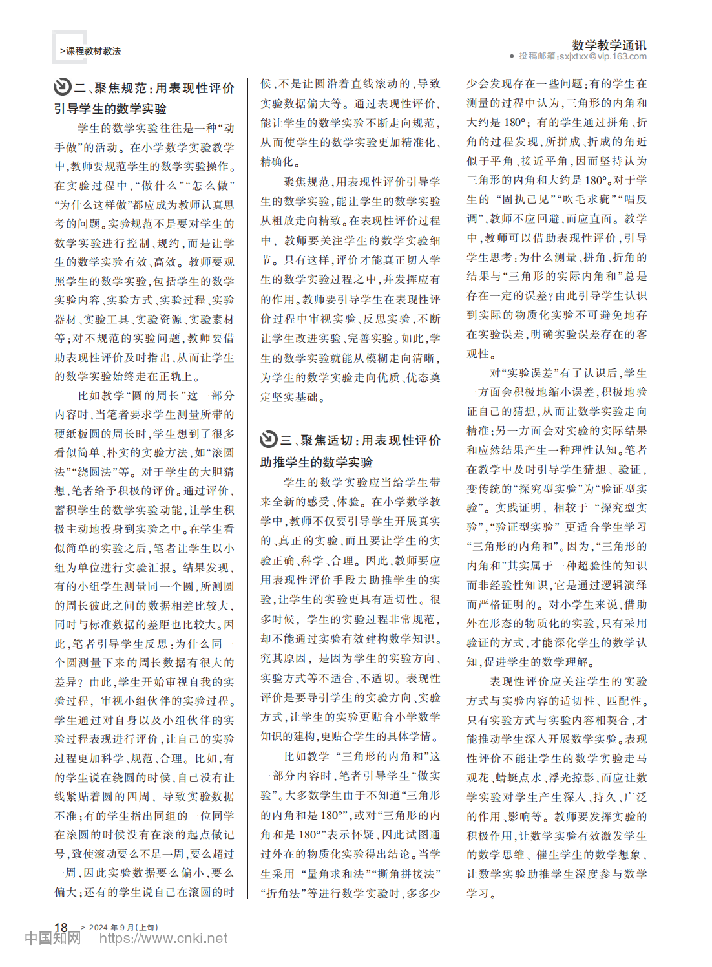 >课程教材教法
数学教学通讯
投稿邮箱:sxjxtxx@vip.163.com
二、聚焦规范:用表现性评价
引导学生的数学实验
学生的数学实验往往是一种“动
手做”的活动。在小学数学实验教学
中,教师要规范学生的数学实验操作。
在实验过程中,“做什么”“怎么做”
“为什么这样做”都应成为教师认真思
考的问题。实验规范不是要对学生的
数学实验进行控制、规约,而是让学
生的数学实验有效、高效。教师要观
照学生的数学实验,包括学生的数学
实验内容、实验方式、实验过程、实验
器材、实验工具、实验资源、实验素材
等;对不规范的实验问题,教师要借
助表现性评价及时指出,从而让学生
的数学实验始终走在正轨上。
比如教学“圆的周长”这一部分
内容时,当笔者要求学生测量所带的
硬纸板圆的周长时,学生想到了很多
看似简单、朴实的实验方法,如“滚圆
法”“绕圆法”等。对于学生的大胆猜
想,笔者给予积极的评价。通过评价,
蓄积学生的数学实验动能,让学生积
极主动地投身到实验之中。在学生看
似简单的实验之后,笔者让学生以小
组为单位进行实验汇报。结果发现,
有的小组学生测量同一个圆,所测圆
的周长彼此之间的数据相差比较大,
同时与标准数据的差距也比较大。因
此,笔者引导学生反思:为什么同一
个圆测量下来的周长数据有很大的
差异?由此,学生开始审视自我的实
验过程,审视小组伙伴的实验过程。
学生通过对自身以及小组伙伴的实
验过程表现进行评价,让自己的实验
过程更加科学、规范、合理。比如,有
的学生说在绕圆的时候,自己没有让
线紧贴着圆的四周,导致实验数据
不准;有的学生指出同组的一位同学
在滚圆的时候没有在滚的起点做记
号,致使滚动要么不足一周,要么超过
一周,因此实验数据要么偏小,要么
偏大;还有的学生说自己在滚圆的时
候,不是让圆沿着直线滚动的,导致
实验数据偏大等。通过表现性评价,
能让学生的数学实验不断走向规范,
从而使学生的数学实验更加精准化、
精确化。
聚焦规范,用表现性评价引导学
生的数学实验,能让学生的数学实验
从粗放走向精致。在表现性评价过程
中,教师要关注学生的数学实验细
节。只有这样,评价才能真正切入学
生的数学实验过程之中,并发挥应有
的作用。教师要引导学生在表现性评
价过程中审视实验、反思实验,不断
让学生改进实验、完善实验。如此,学
生的数学实验就能从模糊走向清晰,
为学生的数学实验走向优质、优态奠
定坚实基础。
三、聚焦适切:用表现性评价
助推学生的数学实验
学生的数学实验应当给学生带
来全新的感受、体验。在小学数学教
学中,教师不仅要引导学生开展真实
的、真正的实验,而且要让学生的实
验正确、科学、合理。因此,教师要应
用表现性评价手段去助推学生的实
验,让学生的实验更具有适切性。很
多时候,学生的实验过程非常规范,
却不能通过实验有效建构数学知识。
究其原因,是因为学生的实验方向、
实验方式等不适合、不适切。表现性
评价是要导引学生的实验方向、实验
方式,让学生的实验更贴合小学数学
知识的建构,更贴合学生的具体学情。
比如教学“三角形的内角和”这
一部分内容时,笔者引导学生“做实
验”。大多数学生由于不知道“三角形
的内角和是180°”,或对“三角形的内
角和是180°”表示怀疑,因此试图通
过外在的物质化实验得出结论。当学
生采用“量角求和法”“撕角拼接法”
“折角法”等进行数学实验时,多多少
少会发现存在一些问题:有的学生在
测量的过程中认为,三角形的内角和
大约是180°;有的学生通过拼角、折
角的过程发现,所拼成、折成的角近
似于平角、接近平角,因而坚持认为
三角形的内角和大约是180°。对于学
生的“固执己见”“吹毛求疵”“唱反
调”,教师不应回避,而应直面。教学
中,教师可以借助表现性评价,引导
学生思考:为什么测量、拼角、折角的
结果与“三角形的实际内角和”总是
存在一定的误差?由此引导学生认识
到实际的物质化实验不可避免地存
在实验误差,明确实验误差存在的客
观性。
对“实验误差”有了认识后,学生
一方面会积极地缩小误差,积极地验
证自己的猜想,从而让数学实验走向
精准;另一方面会对实验的实际结果
和应然结果产生一种理性认知。笔者
在教学中及时引导学生猜想、验证,
变传统的“探究型实验”为“验证型实
验”。实践证明,相较于“探究型实
验”,“验证型实验”更适合学生学习
“三角形的内角和”。因为,“三角形的
内角和”其实属于一种超验性的知识
而非经验性知识,它是通过逻辑演绎
而严格证明的。对小学生来说,借助
外在形态的物质化的实验,只有采用
验证的方式,才能深化学生的数学认
知,促进学生的数学理解。
表现性评价应关注学生的实验
方式与实验内容的适切性、匹配性。
只有实验方式与实验内容相契合,才
能推动学生深入开展数学实验。表现
性评价不能让学生的数学实验走马
观花、蜻蜓点水、浮光掠影,而应让数
学实验对学生产生深入、持久、广泛
的作用、影响等。教师要发挥实验的
积极作用,让数学实验有效激发学生
的数学思维、催生学生的数学想象,
让数学实验助推学生深度参与数学
学习。
18 > 2024年9月(上旬)
中国知网 https://www.cnki.net